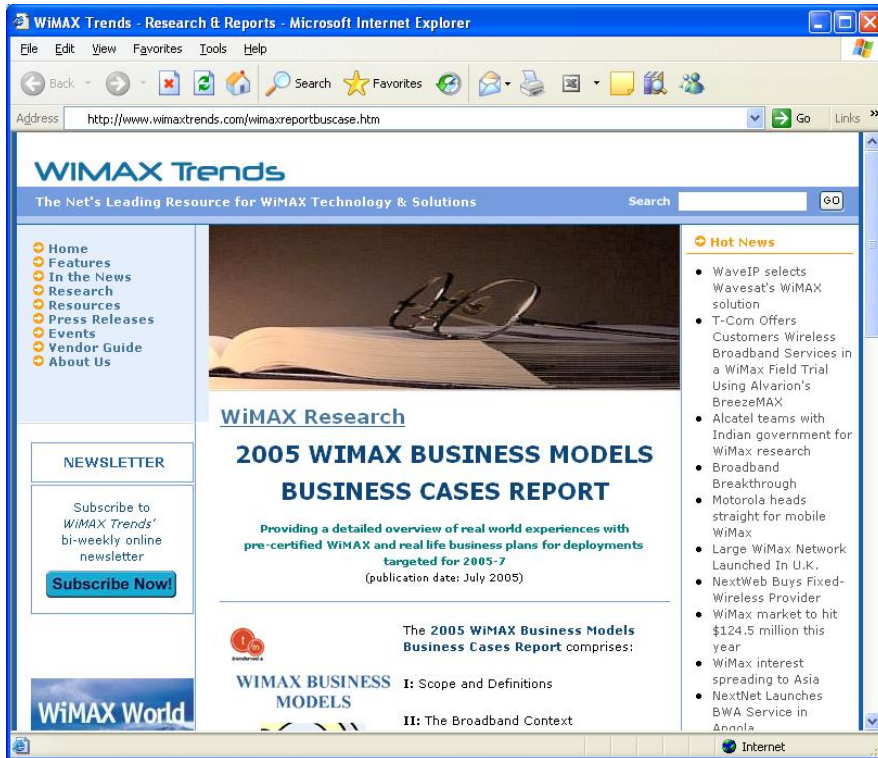 WiMAX Trends - Research & Reports - Microsoft Internet Explorer
File Edit View Favorites Tools Help
Back Search Favorites
Address http://www.wimaxtrends.com/wimaxreportbuscase.htm Go Links »
WiMAX Trends
The Net's Leading Resource for WiMAX Technology & Solutions Search GO
Home
Features
In the News
Research
Resources
Press Releases
Events
Vendor Guide
About Us
NEWSLETTER
Subscribe to
WiMAX Trends'
bi-weekly online
newsletter
Subscribe Now!
WiMAX World
WiMAX Research
2005 WIMAX BUSINESS MODELS
BUSINESS CASES REPORT
Providing a detailed overview of real world experiences with
pre-certified WiMAX and real life business plans for deployments
targeted for 2005-7
(publication date: July 2005)
t m
WIMAX BUSINESS
MODELS
The 2005 WiMAX Business Models
Business Cases Report comprises:
I: Scope and Definitions
II: The Broadband Context
Hot News
WaveIP selects
Wavesat's WiMAX
solution
T-Com Offers
Customers Wireless
Broadband Services in
a WiMax Field Trial
Using Alvarion's
BreezeMAX
Alcatel teams with
Indian government for
WiMax research
Broadband
Breakthrough
Motorola heads
straight for mobile
WiMax
Large WiMax Network
Launched In U.K.
NextWeb Buys Fixed-
Wireless Provider
WiMax market to hit
$124.5 million this
year
WiMax interest
spreading to Asia
NextNet Launches
BWA Service in
Angola
Internet